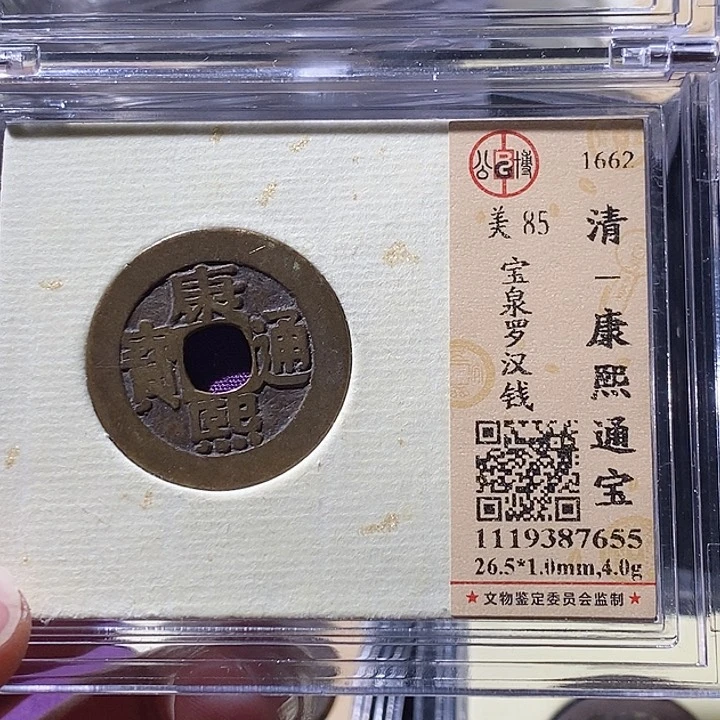 康熙通寳
公博
1662
清—康熙通宝
美 85
宝泉罗汉钱
1119387655
26.5*1.0mm,4.0g
★文物鉴定委员会监制★